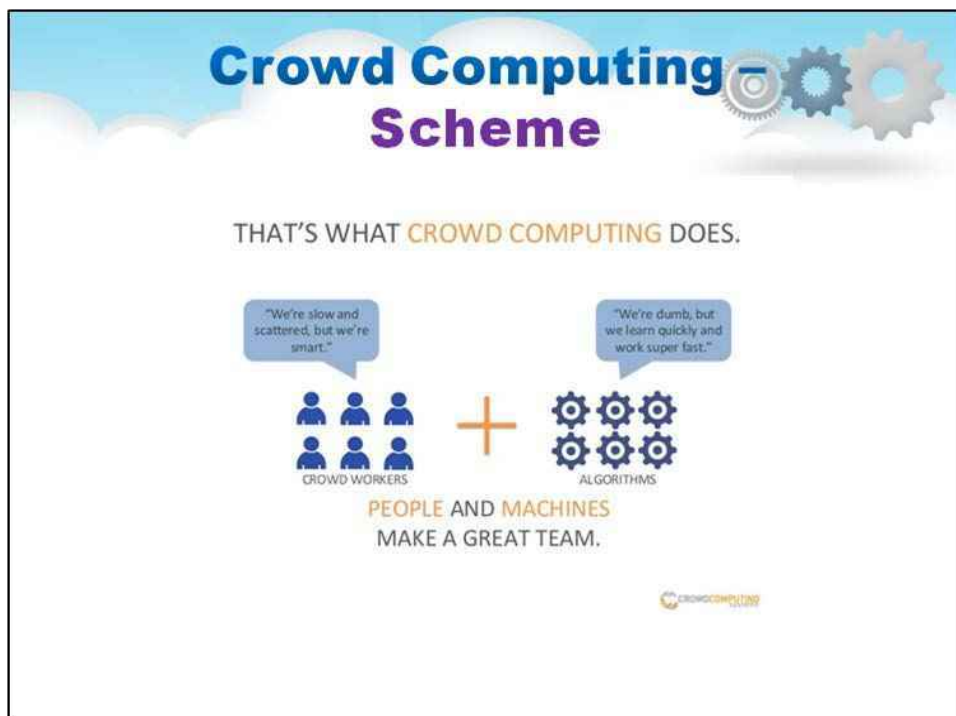 Crowd Computing –
Scheme
THAT'S WHAT CROWD COMPUTING DOES.
"We're slow and
scattered, but we're
smart."
"We're dumb, but
we learn quickly and
work super fast."
CROWD WORKERS
ALGORITHMS
PEOPLE AND MACHINES
MAKE A GREAT TEAM.
CROWDCOMPUTING